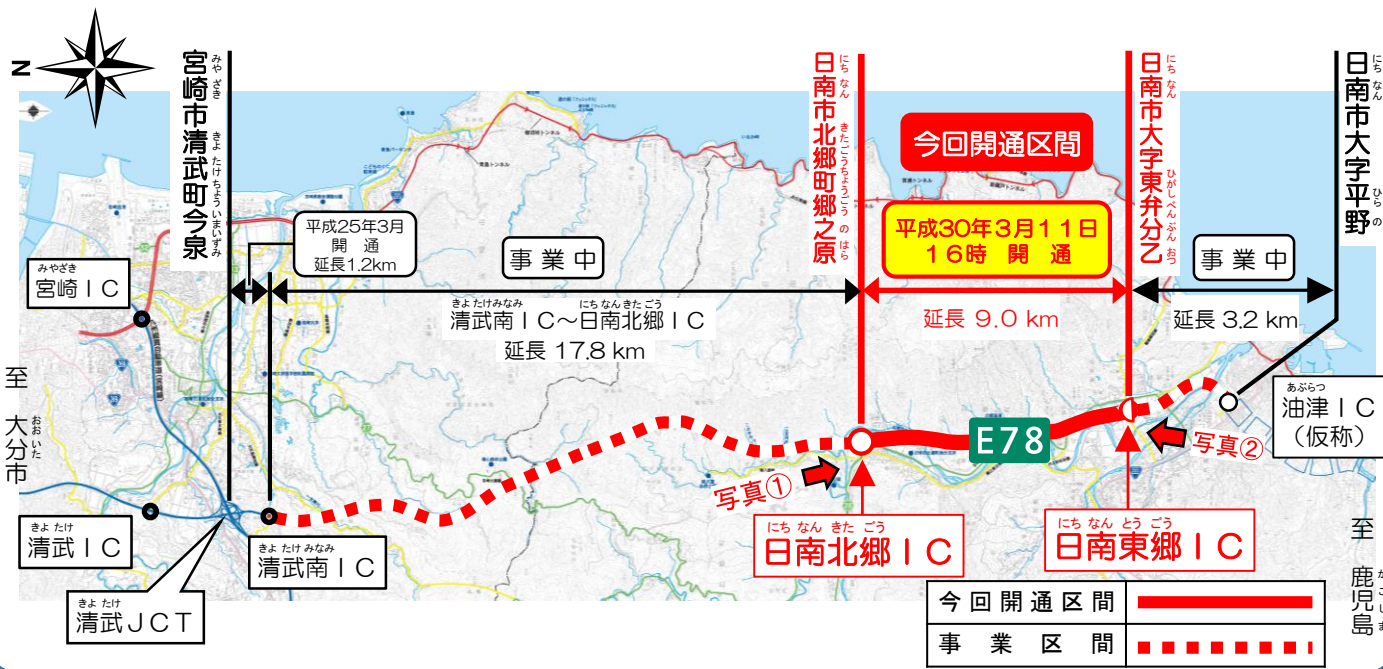 N
宮崎市清武町今泉
みやざき きよたけちょういまいずみ
日南市北郷町郷之原
にちなん きたごうちょうごうのはら
日南市大字東弁分乙
にちなん ひがしべんぶんおつ
日南市大字平野
にちなん ひらの
今回開通区間
平成25年3月
開通
延長1.2km
事業中
平成30年3月11日
16時 開通
事業中
みやざき
宮崎IC
きよたけみなみ にちなんきたごう
清武南IC～日南北郷IC
延長 17.8 km
延長 9.0 km
延長 3.2 km
至 大分市
おおいた
あぶらつ
油津IC
（仮称）
E78
写真①
写真②
きよたけ
清武IC
きよたけみなみ
清武南IC
きよたけ
清武JCT
にちなんきたごう
日南北郷IC
にちなんとうごう
日南東郷IC
至 鹿児島
今回開通区間
事業区間